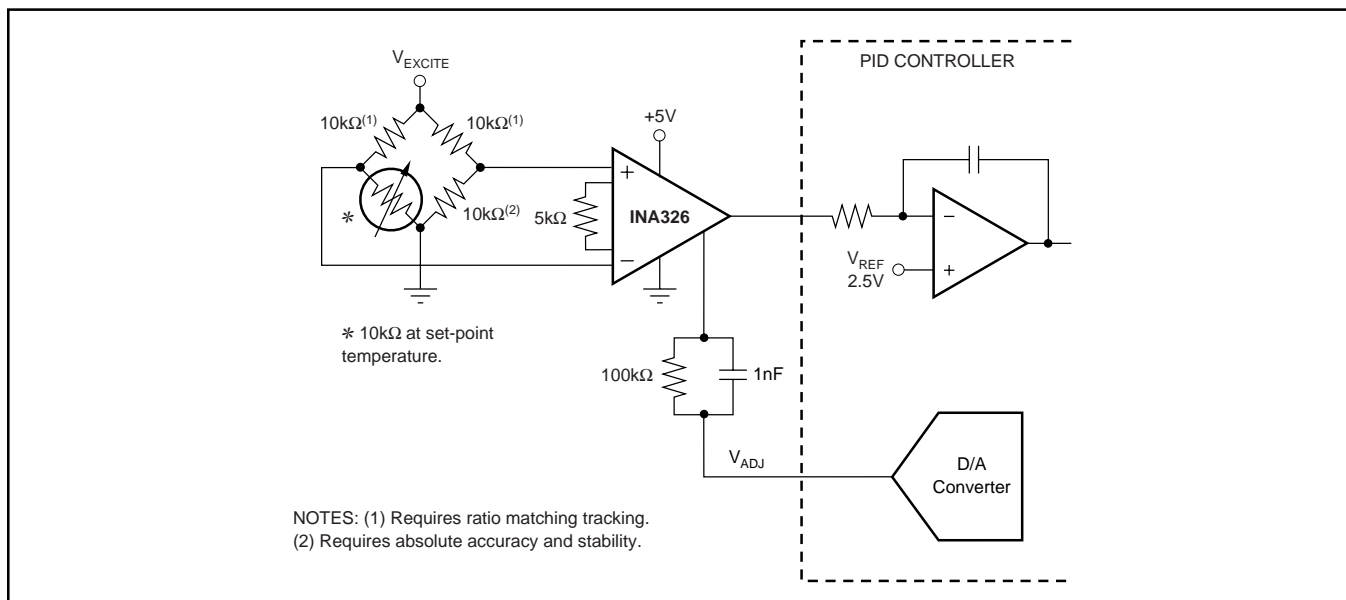 PID CONTROLLER
V_EXCITE
10kΩ(1)
10kΩ(1)
+5V
+
5kΩ
INA326
10kΩ(2)
*
−
−
V_REF
2.5V
+
* 10kΩ at set-point
temperature.
100kΩ
1nF
V_ADJ
D/A
Converter
NOTES: (1) Requires ratio matching tracking.
(2) Requires absolute accuracy and stability.